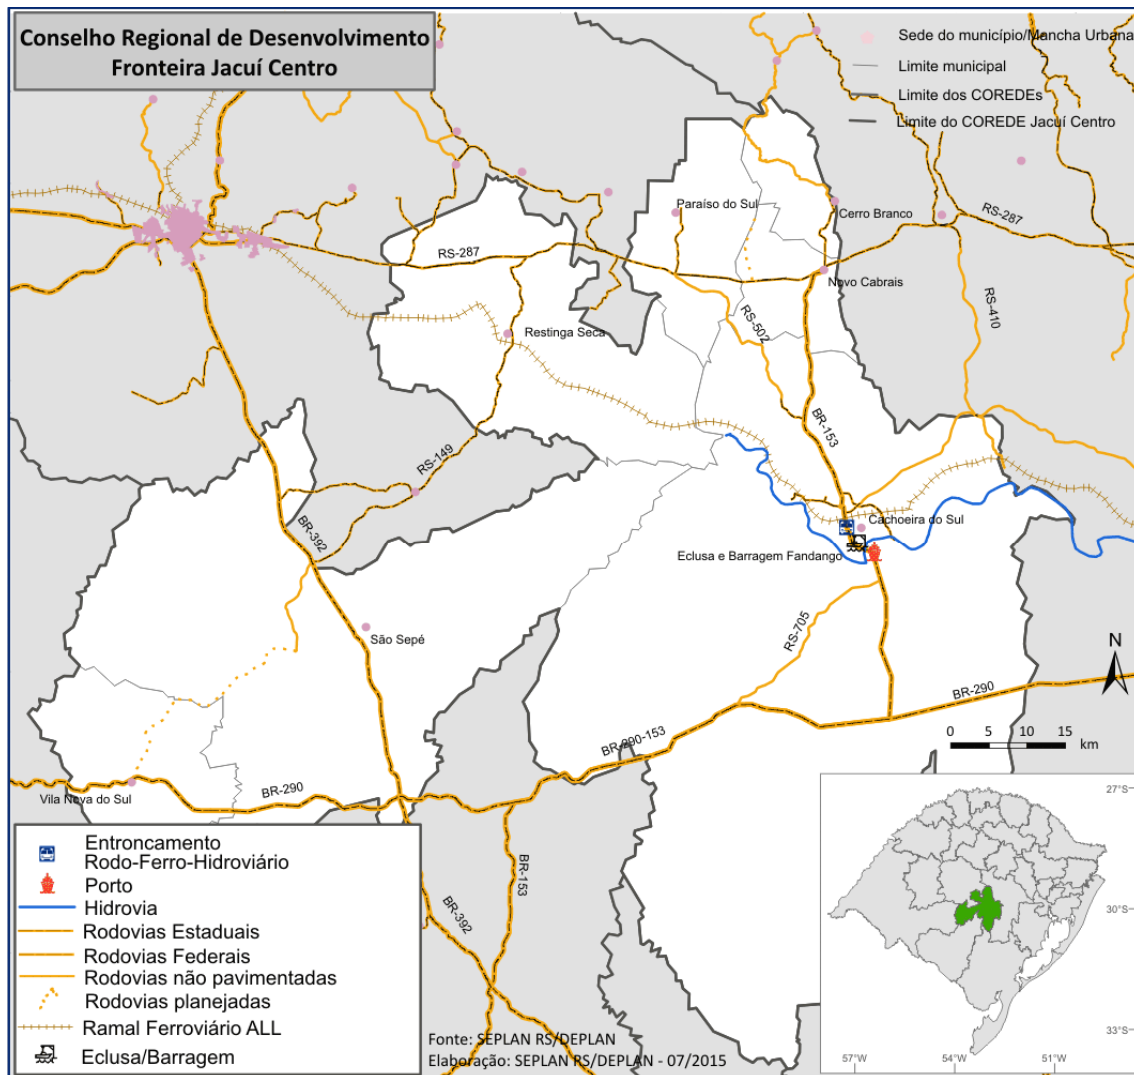 Conselho Regional de Desenvolvimento
Fronteira Jacuí Centro
Sede do município/Mancha Urbana
Limite municipal
Limite dos COREDEs
Limite do COREDE Jacuí Centro
Paraíso do Sul
Cerro Branco
RS-287
RS-287
Novo Cabrais
RS-410
RS-502
Restinga Seca
BR-153
RS-149
BR-392
Cachoeira do Sul
Eclusa e Barragem Fandango
RS-705
São Sepé
N
BR-290
BR-290-153
0 5 10 15
km
BR-290
Vila Nova do Sul
BR-153
BR-392
Entroncamento
Rodo-Ferro-Hidroviário
Porto
Hidrovia
Rodovias Estaduais
Rodovias Federais
Rodovias não pavimentadas
Rodovias planejadas
Ramal Ferroviário ALL
Eclusa/Barragem
Fonte: SEPLAN RS/DEPLAN
Elaboração: SEPLAN RS/DEPLAN - 07/2015
27°S
30°S
33°S
57°W
54°W
51°W